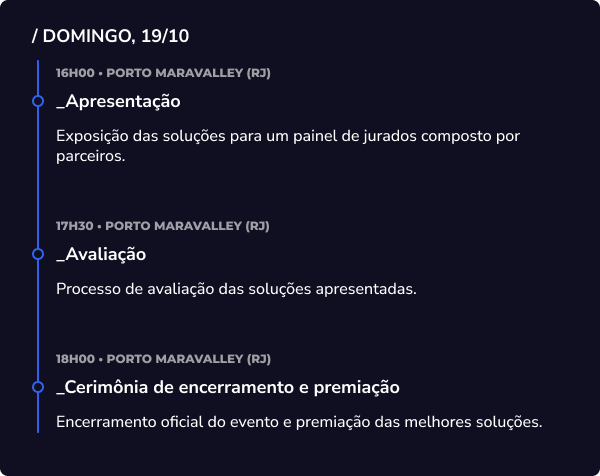 / DOMINGO, 19/10
16H00 • PORTO MARAVALLEY (RJ)
_Apresentação
Exposição das soluções para um painel de jurados composto por
parceiros.
17H30 • PORTO MARAVALLEY (RJ)
_Avaliação
Processo de avaliação das soluções apresentadas.
18H00 • PORTO MARAVALLEY (RJ)
_Cerimônia de encerramento e premiação
Encerramento oficial do evento e premiação das melhores soluções.